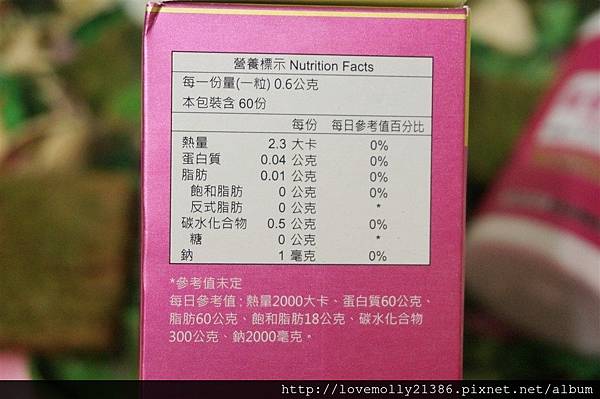 營養標示 Nutrition Facts
每一份量(一粒) 0.6公克
本包裝含 60份
每份 每日參考值百分比
熱量 2.3 大卡 0%
蛋白質 0.04 公克 0%
脂肪 0.01 公克 0%
飽和脂肪 0 公克 0%
反式脂肪 0 公克 *
碳水化合物 0.5 公克 0%
糖 0 公克 *
鈉 1 毫克 0%
*參考值未定
每日參考值:熱量2000大卡、蛋白質60公克、
脂肪60公克、飽和脂肪18公克、碳水化合物
300公克、鈉2000毫克。
http://lovemolly21386.pixnet.net/album